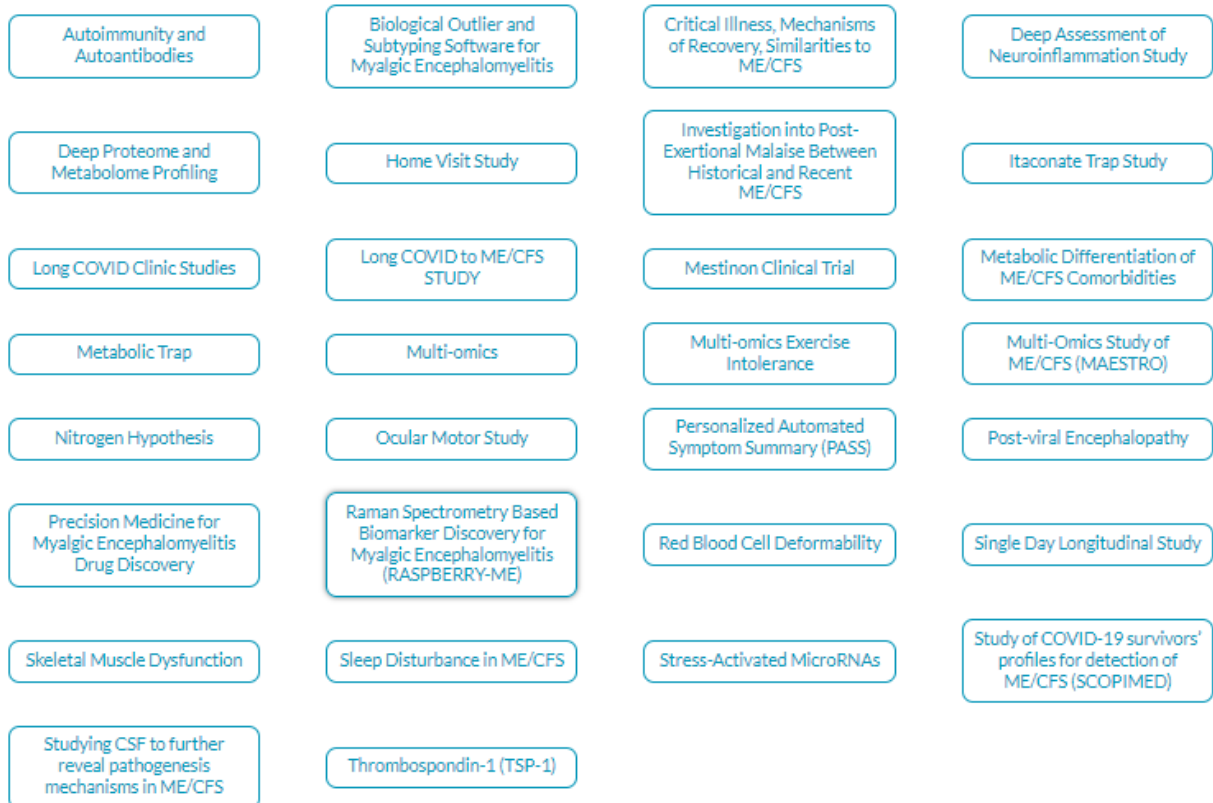 Autoimmunity and
Autoantibodies
Biological Outlier and
Subtyping Software for
Myalgic Encephalomyelitis
Critical Illness, Mechanisms
of Recovery, Similarities to
ME/CFS
Deep Assessment of
Neuroinflammation Study
Deep Proteome and
Metabolome Profiling
Home Visit Study
Investigation into Post-
Exertional Malaise Between
Historical and Recent
ME/CFS
Itaconate Trap Study
Long COVID Clinic Studies
Long COVID to ME/CFS
STUDY
Mestinon Clinical Trial
Metabolic Differentiation of
ME/CFS Comorbidities
Metabolic Trap
Multi-omics
Multi-omics Exercise
Intolerance
Multi-Omics Study of
ME/CFS (MAESTRO)
Nitrogen Hypothesis
Ocular Motor Study
Personalized Automated
Symptom Summary (PASS)
Post-viral Encephalopathy
Precision Medicine for
Myalgic Encephalomyelitis
Drug Discovery
Raman Spectrometry Based
Biomarker Discovery for
Myalgic Encephalomyelitis
(RASPBERRY-ME)
Red Blood Cell Deformability
Single Day Longitudinal Study
Skeletal Muscle Dysfunction
Sleep Disturbance in ME/CFS
Stress-Activated MicroRNAs
Study of COVID-19 survivors’
profiles for detection of
ME/CFS (SCOPIMED)
Studying CSF to further
reveal pathogenesis
mechanisms in ME/CFS
Thrombospondin-1 (TSP-1)